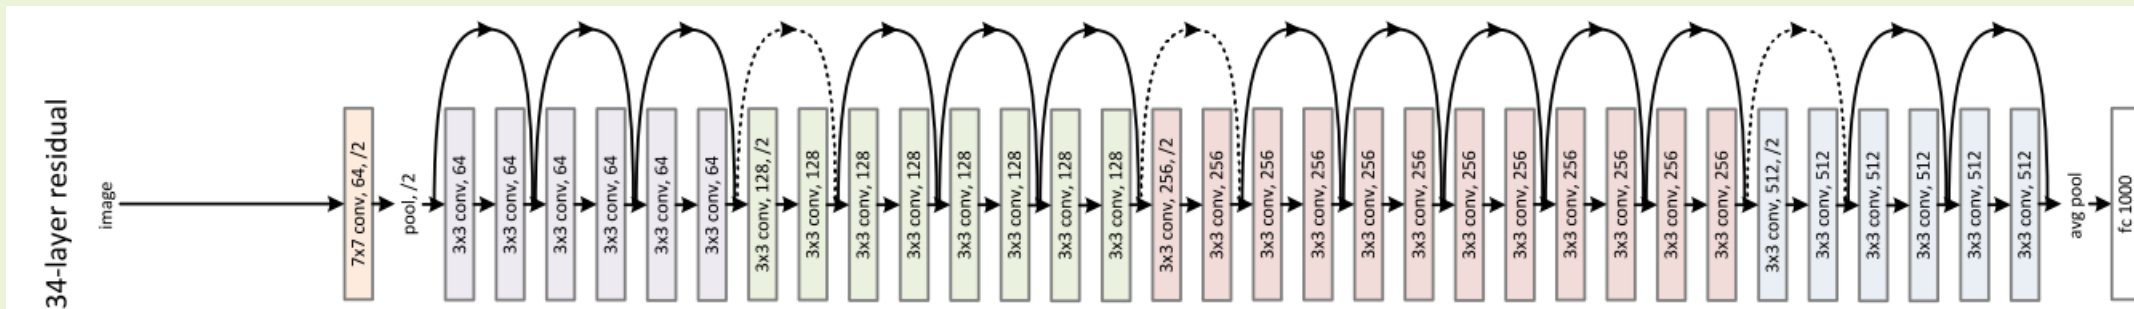 34-layer residual
image
7x7 conv, 64, /2
pool, /2
3x3 conv, 64
3x3 conv, 64
3x3 conv, 64
3x3 conv, 64
3x3 conv, 64
3x3 conv, 64
3x3 conv, 128, /2
3x3 conv, 128
3x3 conv, 128
3x3 conv, 128
3x3 conv, 128
3x3 conv, 128
3x3 conv, 128
3x3 conv, 128
3x3 conv, 256, /2
3x3 conv, 256
3x3 conv, 256
3x3 conv, 256
3x3 conv, 256
3x3 conv, 256
3x3 conv, 256
3x3 conv, 256
3x3 conv, 256
3x3 conv, 256
3x3 conv, 256
3x3 conv, 256
3x3 conv, 512, /2
3x3 conv, 512
3x3 conv, 512
3x3 conv, 512
3x3 conv, 512
3x3 conv, 512
avg pool
fc 1000